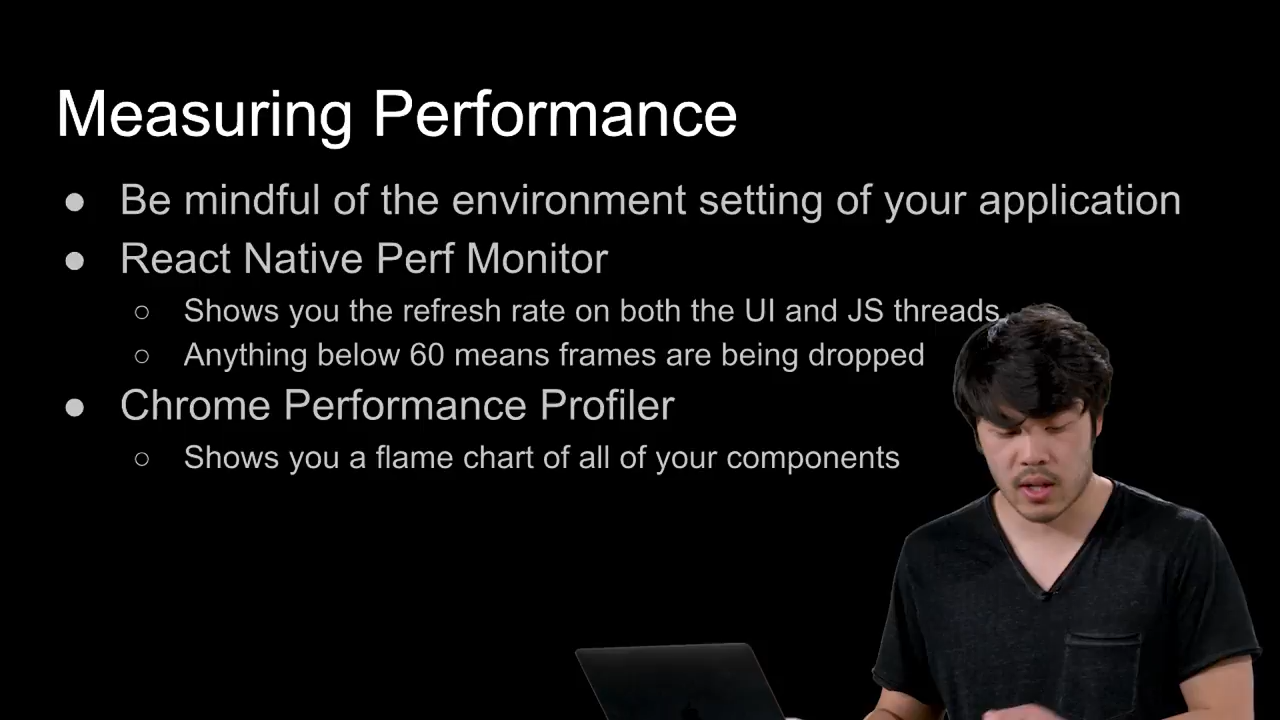 Measuring Performance
● Be mindful of the environment setting of your application
● React Native Perf Monitor
○ Shows you the refresh rate on both the UI and JS threads.
○ Anything below 60 means frames are being dropped
● Chrome Performance Profiler
○ Shows you a flame chart of all of your components